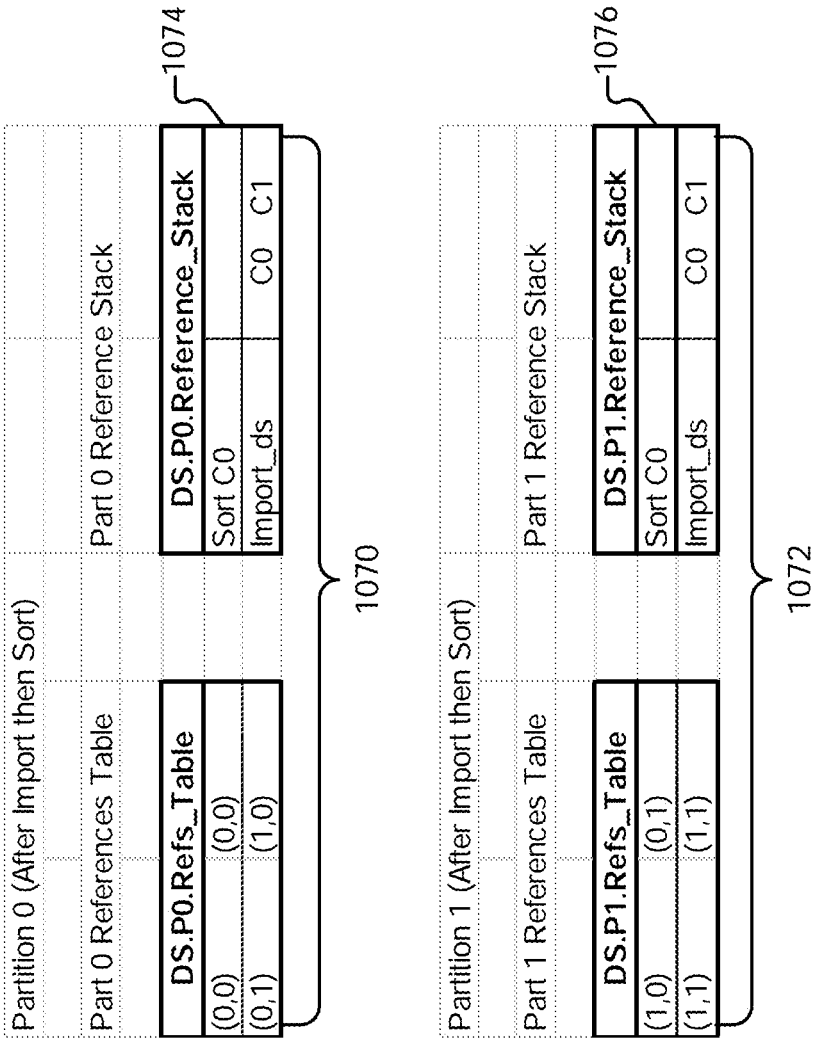 Partition 0 (After Import then Sort)
Part 0 References Table
Part 0 Reference Stack
DS.P0.Refs_Table
(0,0) (0,0)
(0,1) (1,0)
DS.P0.Reference_Stack
Sort C0
Import_ds C0 C1
1074
1070
Partition 1 (After Import then Sort)
Part 1 References Table
Part 1 Reference Stack
DS.P1.Refs_Table
(1,0) (0,1)
(1,1) (1,1)
DS.P1.Reference_Stack
Sort C0
Import_ds C0 C1
1076
1072